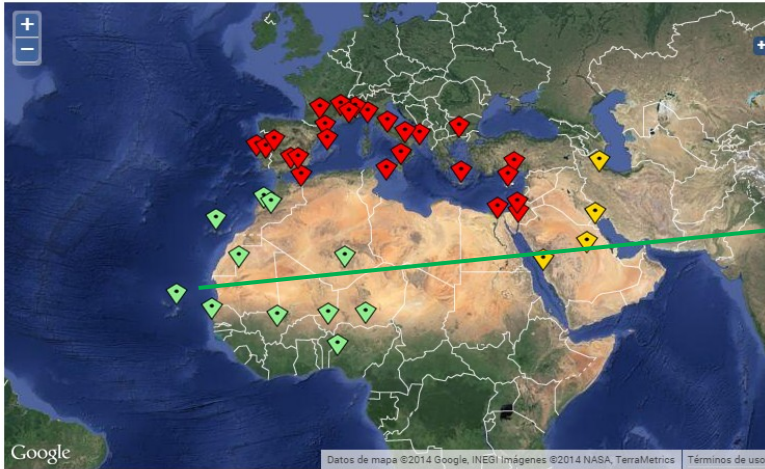 +
−
+
Google
Datos de mapa ©2014 Google, INEGI Imágenes ©2014 NASA, TerraMetrics
Términos de uso